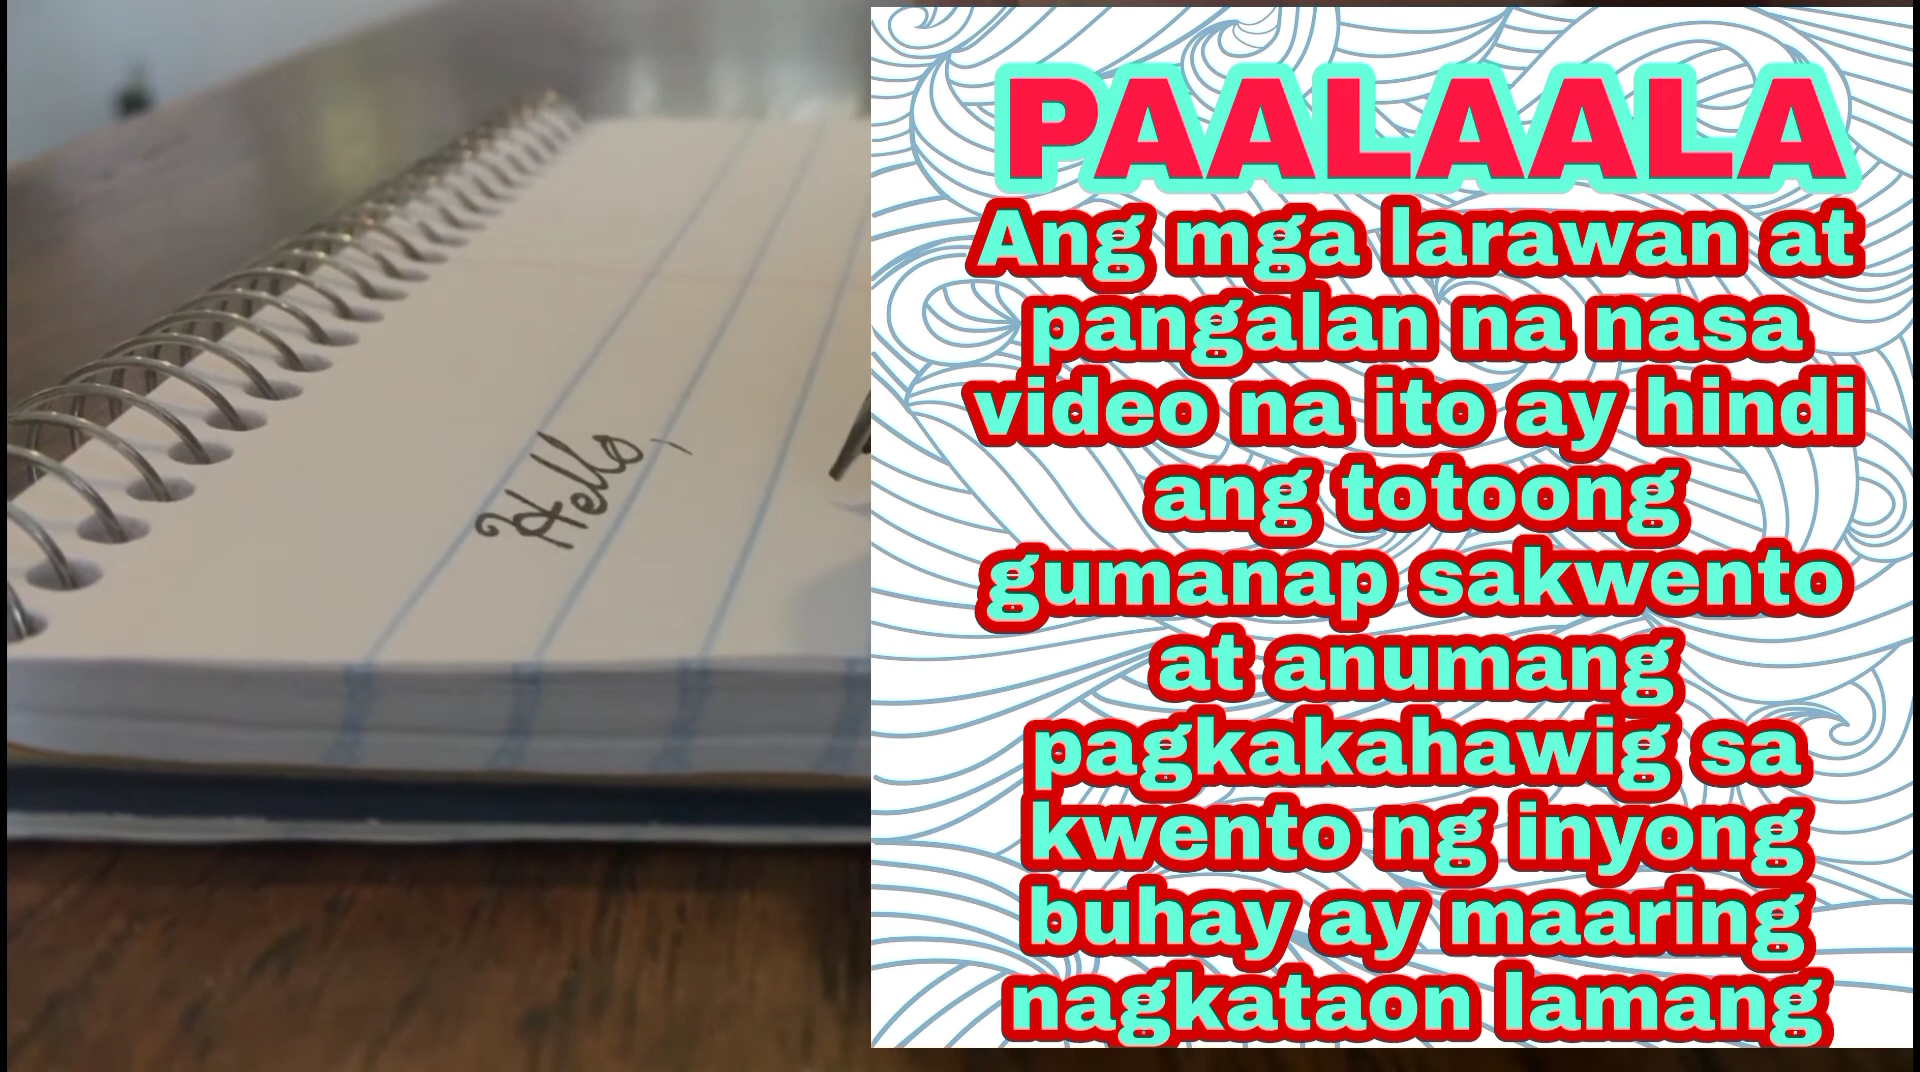 Hello,
PAALAALA
Ang mga larawan at
pangalan na nasa
video na ito ay hindi
ang totoong
gumanap sakwento
at anumang
pagkakahawig sa
kwento ng inyong
buhay ay maaring
nagkataon lamang